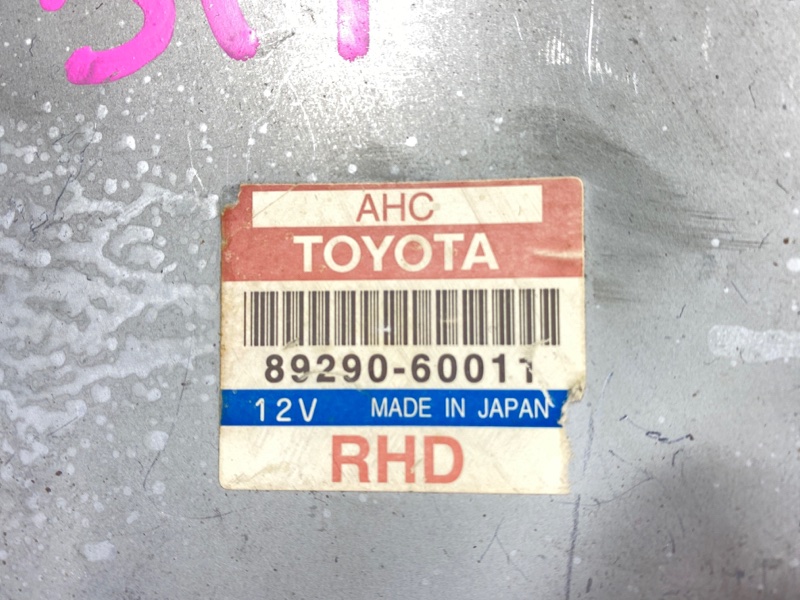 AHC
TOYOTA
89290-60011
12V MADE IN JAPAN
RHD